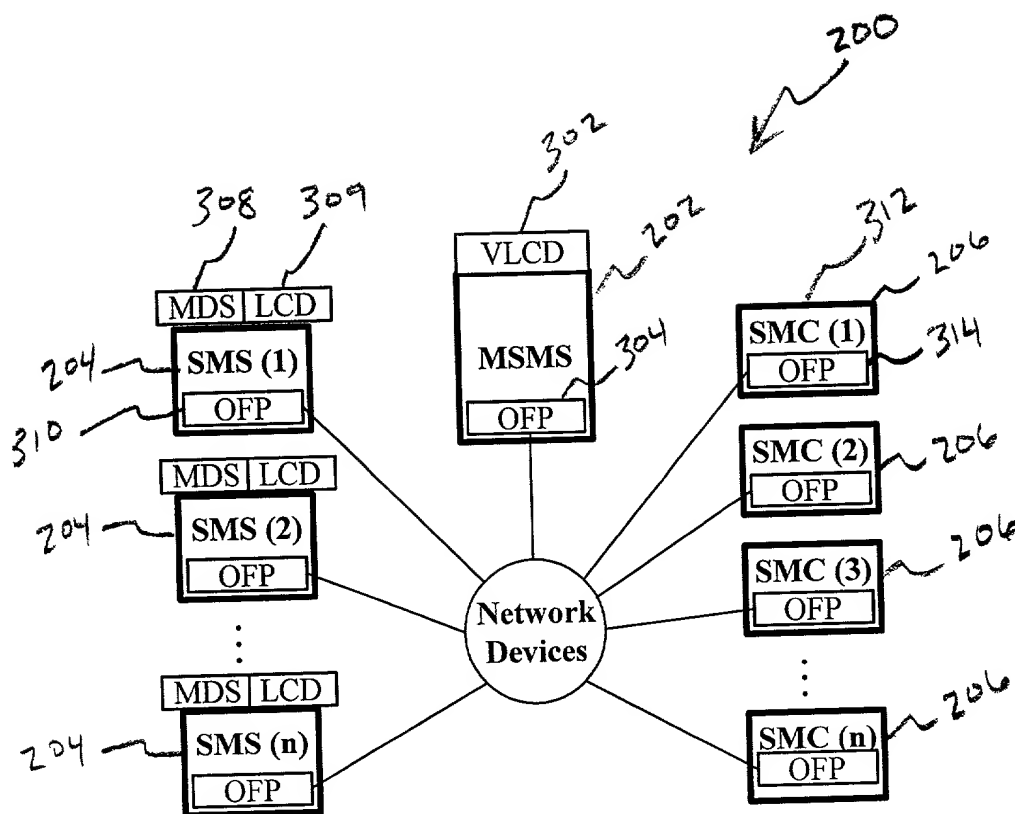 200
302
308 309
202
312
206
VLCD
MDS LCD
SMC (1)
314
204
SMS (1)
MSMS
304
OFP
310
OFP
OFP
SMC (2)
206
MDS LCD
OFP
204
SMS (2)
206
OFP
SMC (3)
Network
Devices
OFP
MDS LCD
206
204
SMS (n)
SMC (n)
OFP
OFP